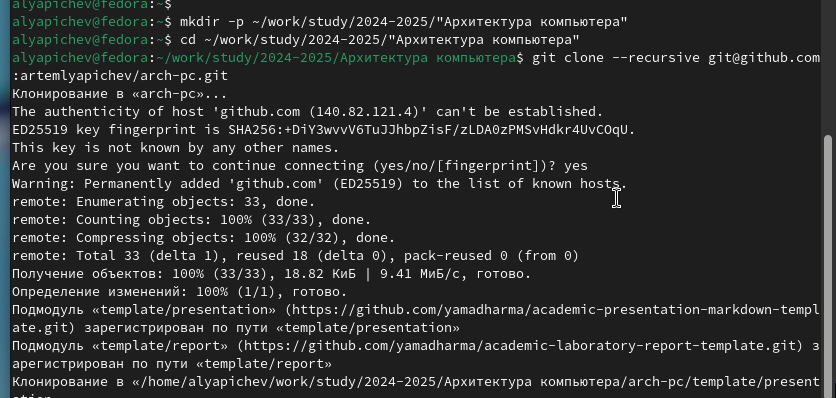 alyapichev@fedora:~$
alyapichev@fedora:~$ mkdir -p ~/work/study/2024-2025/"Архитектура компьютера"
alyapichev@fedora:~$ cd ~/work/study/2024-2025/"Архитектура компьютера"
alyapichev@fedora:~/work/study/2024-2025/Архитектура компьютера$ git clone --recursive git@github.com
:artemlyapichev/arch-pc.git
Клонирование в «arch-pc»...
The authenticity of host 'github.com (140.82.121.4)' can't be established.
ED25519 key fingerprint is SHA256:+DiY3wvvV6TuJJhbpZisF/zLDA0zPMSvHdkr4UvCOqU.
This key is not known by any other names.
Are you sure you want to continue connecting (yes/no/[fingerprint])? yes
Warning: Permanently added 'github.com' (ED25519) to the list of known hosts.
remote: Enumerating objects: 33, done.
remote: Counting objects: 100% (33/33), done.
remote: Compressing objects: 100% (32/32), done.
remote: Total 33 (delta 1), reused 18 (delta 0), pack-reused 0 (from 0)
Получение объектов: 100% (33/33), 18.82 КиБ | 9.41 МиБ/с, готово.
Определение изменений: 100% (1/1), готово.
Подмодуль «template/presentation» (https://github.com/yamadharma/academic-presentation-markdown-templ
ate.git) зарегистрирован по пути «template/presentation»
Подмодуль «template/report» (https://github.com/yamadharma/academic-laboratory-report-template.git) з
арегистрирован по пути «template/report»
Клонирование в «/home/alyapichev/work/study/2024-2025/Архитектура компьютера/arch-pc/template/present